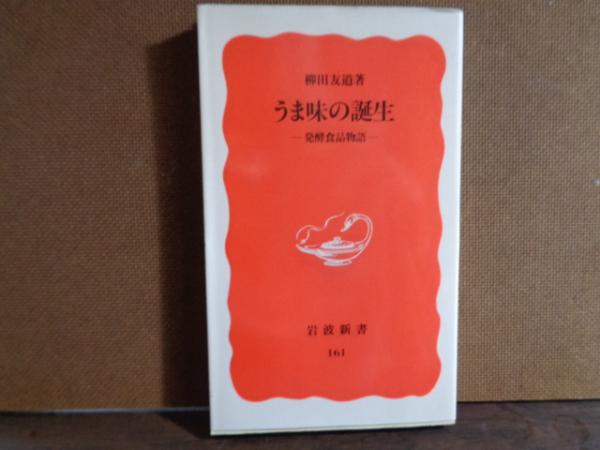 柳田友道著
うま味の誕生
―発酵食品物語―
岩波新書
161